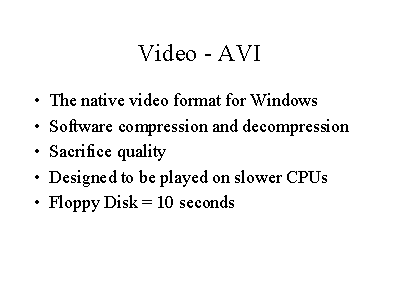 Video - AVI
• The native video format for Windows
• Software compression and decompression
• Sacrifice quality
• Designed to be played on slower CPUs
• Floppy Disk = 10 seconds